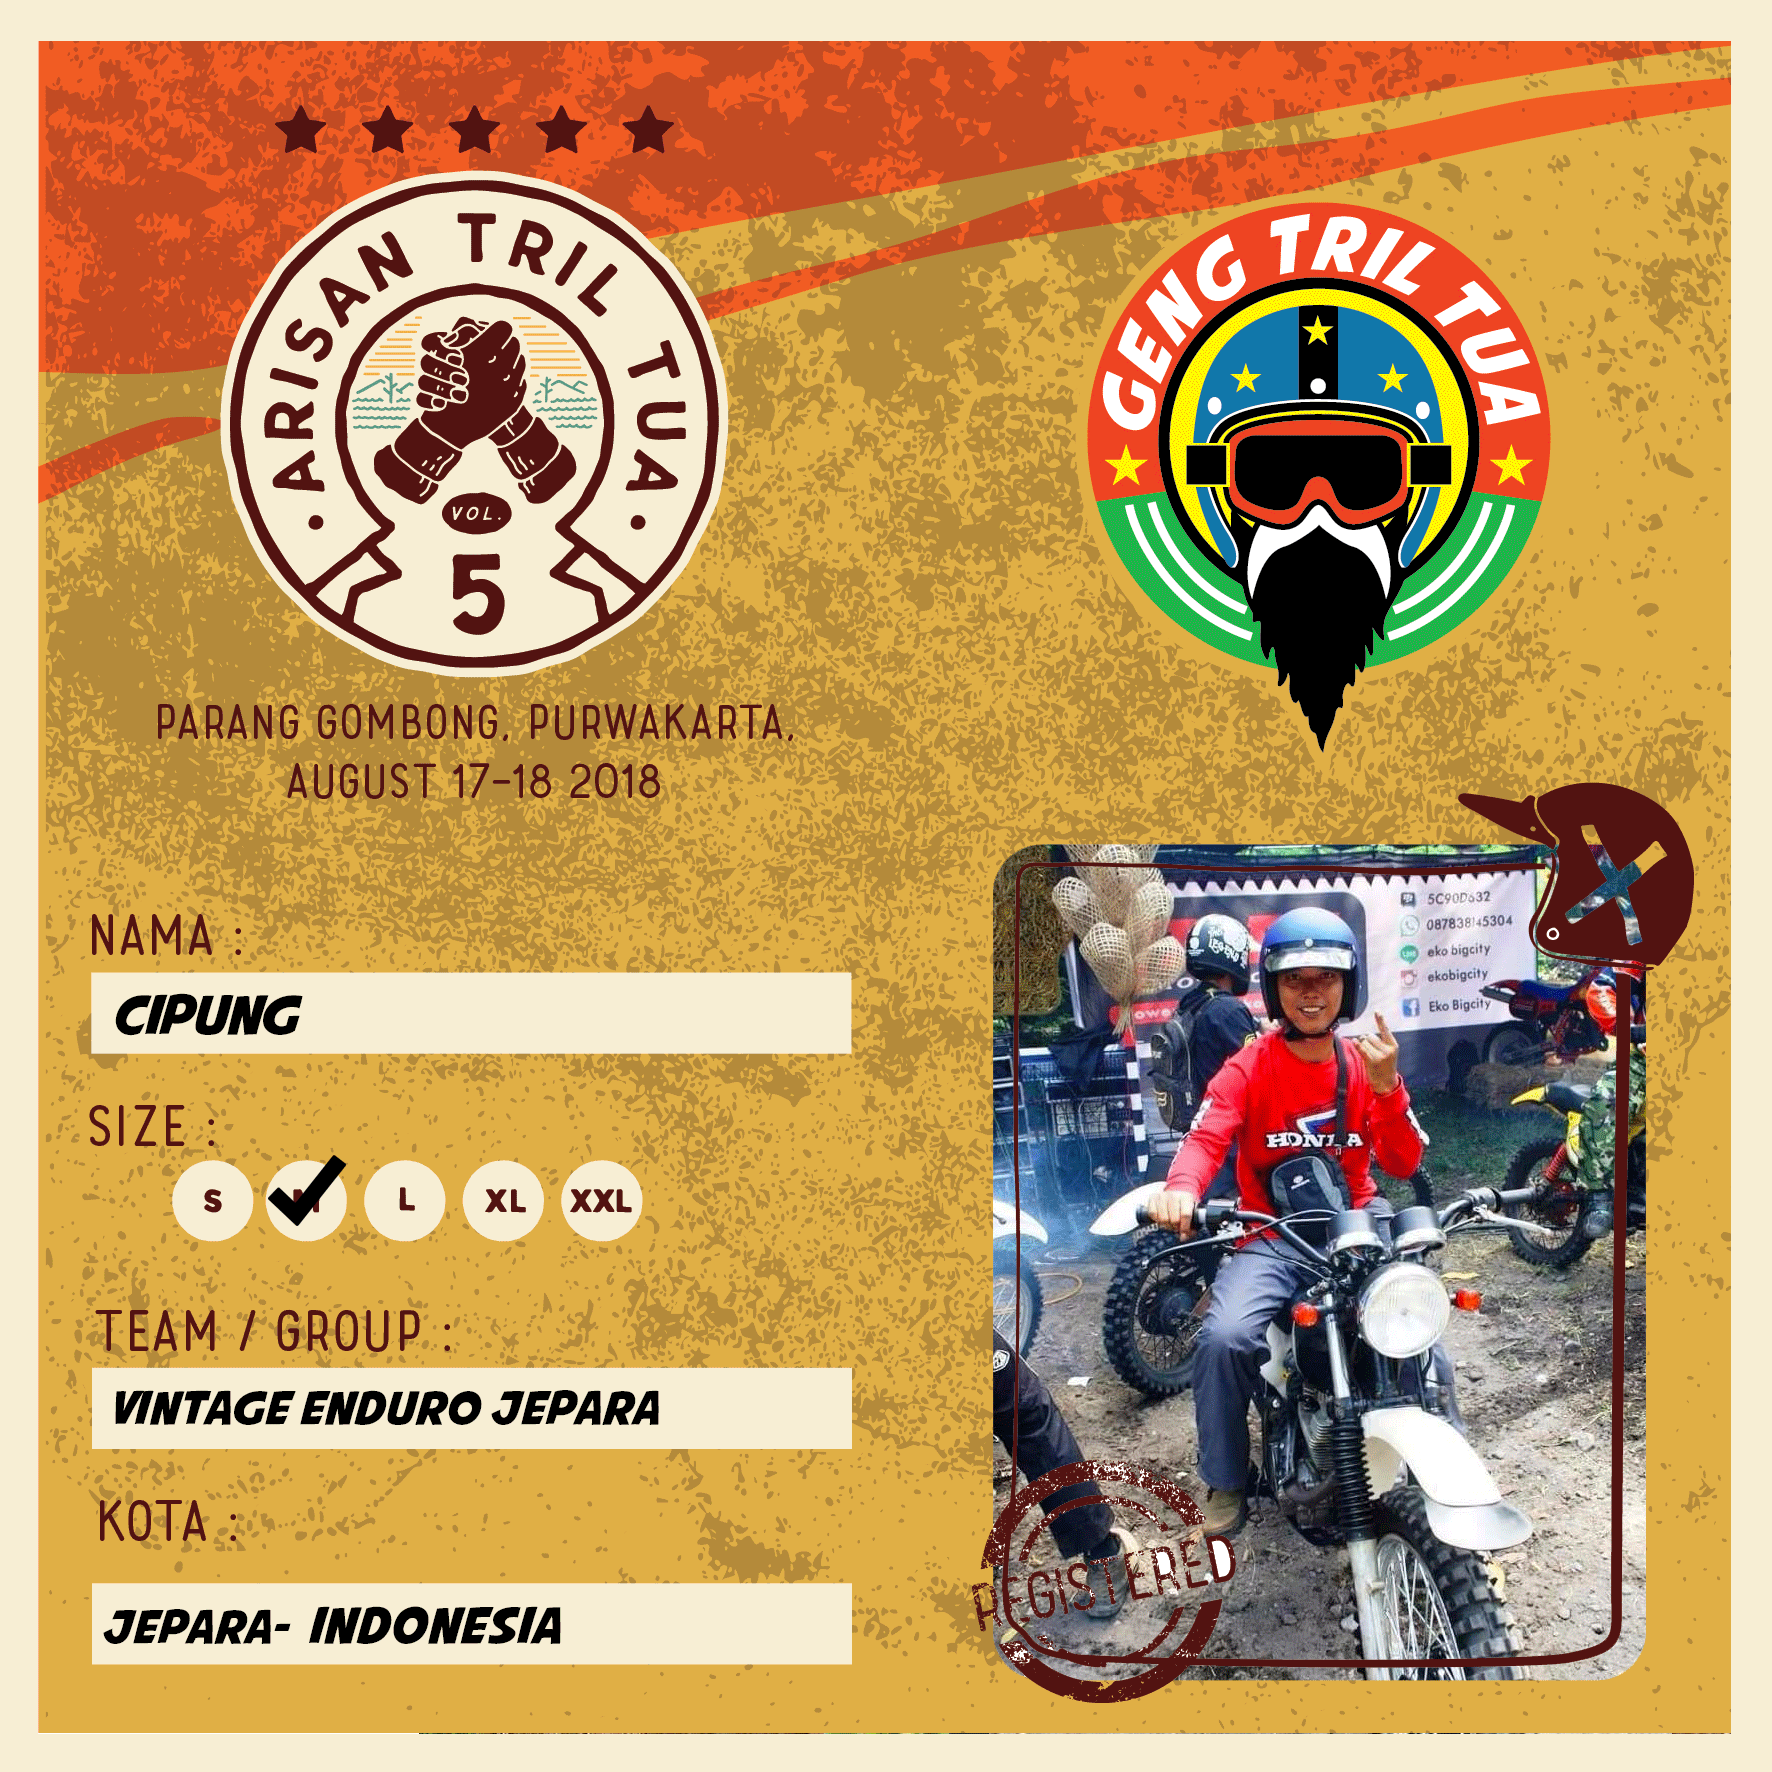 ARISAN TRIL TUA
VOL.
5
GENG TRIL TUA
PARANG GOMBONG, PURWAKARTA,
AUGUST 17-18 2018
NAMA :
CIPUNG
SIZE :
S M L XL XXL
TEAM / GROUP :
VINTAGE ENDURO JEPARA
KOTA :
JEPARA- INDONESIA
087838145304
eko bigcity
ekobigcity
Eko Bigcity
HONDA
REGISTERED